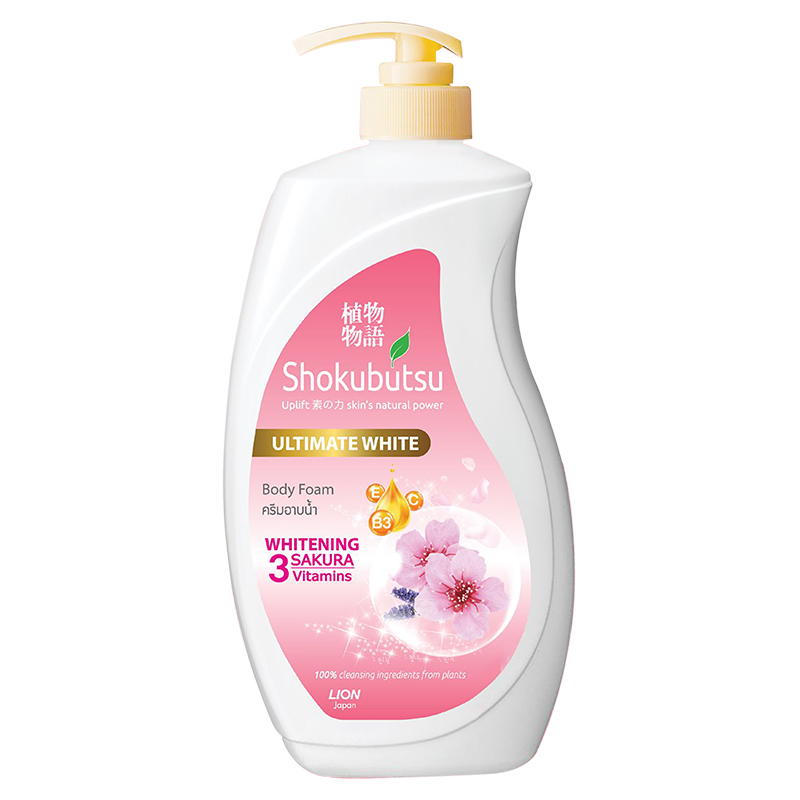 植物
物語
Shokubutsu
Uplift 素の力 skin's natural power
ULTIMATE WHITE
Body Foam
ครีมอาบน้ำ
E
C
B3
WHITENING
3 SAKURA
Vitamins
100% cleansing ingredients from plants
LION
Japan